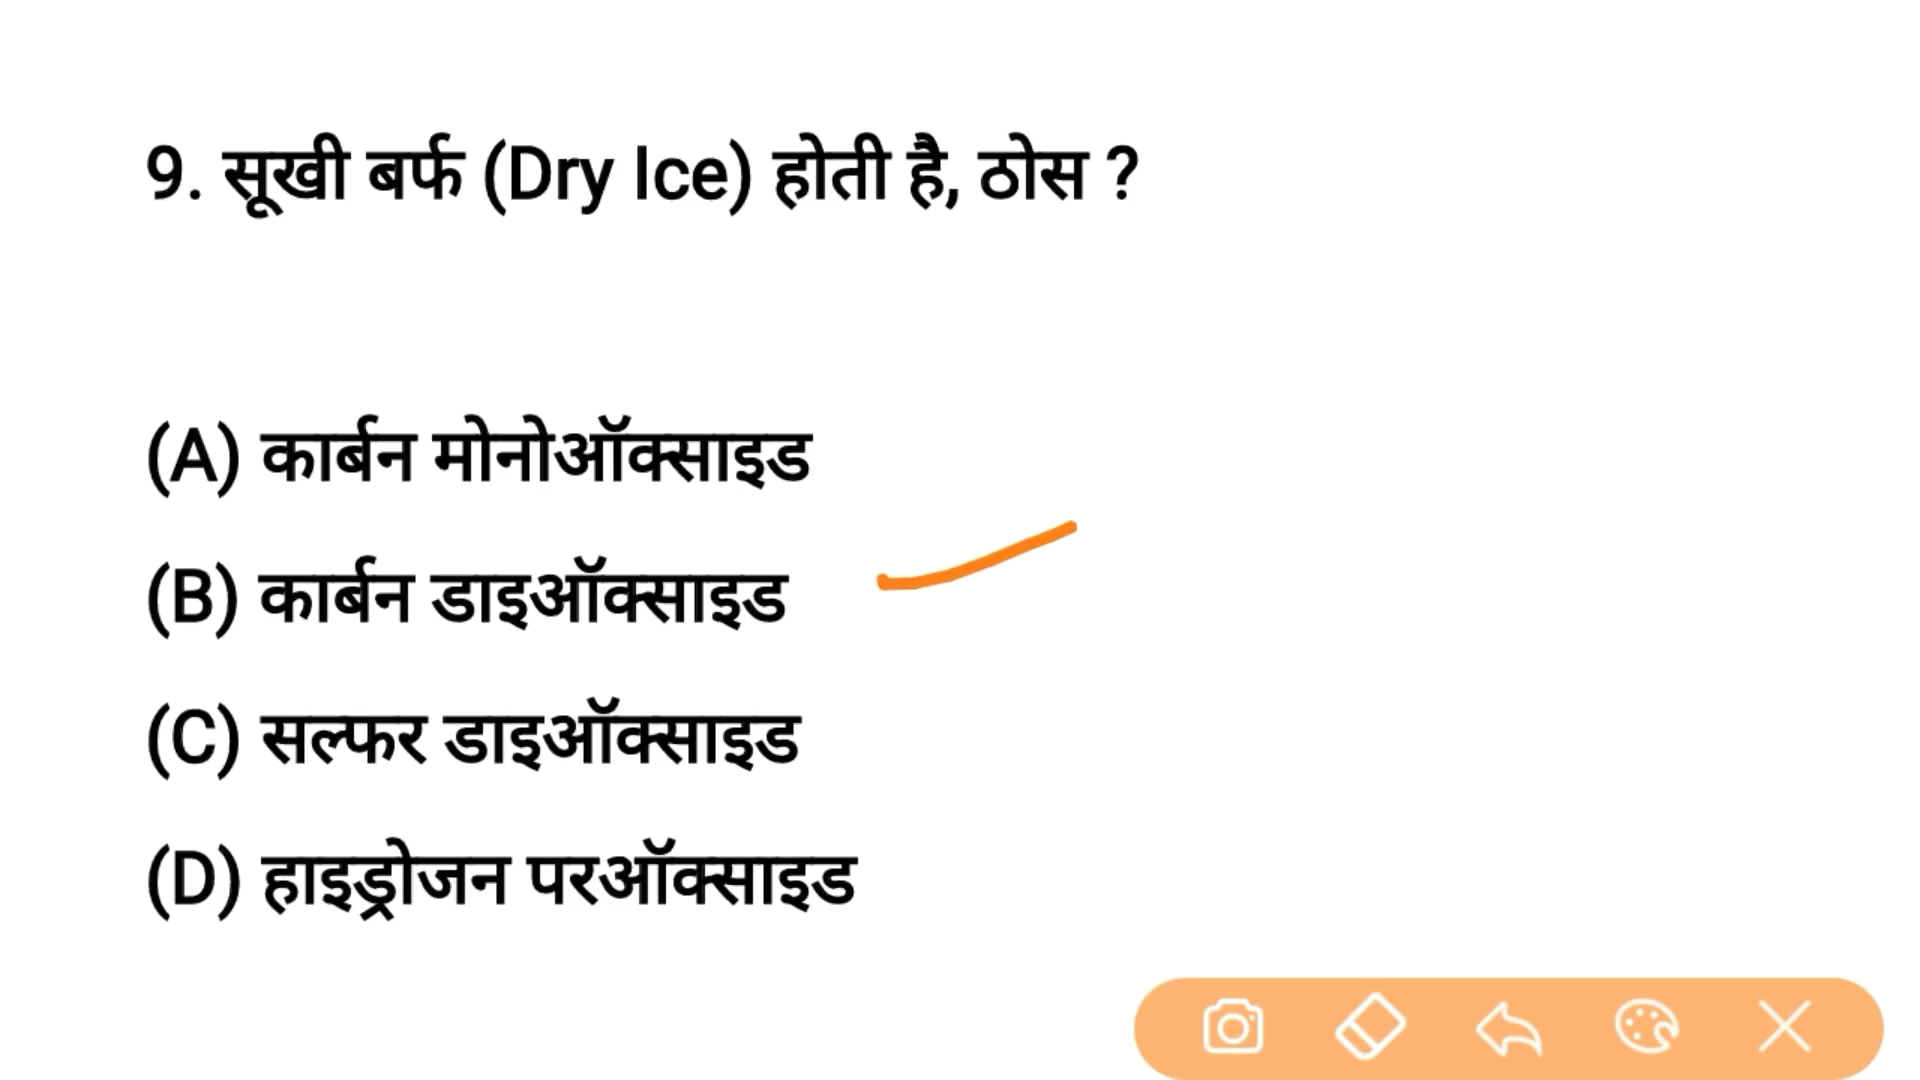 9. सूखी बर्फ (Dry Ice) होती है, ठोस ?
(A) कार्बन मोनोऑक्साइड
(B) कार्बन डाइऑक्साइड
(C) सल्फर डाइऑक्साइड
(D) हाइड्रोजन परऑक्साइड